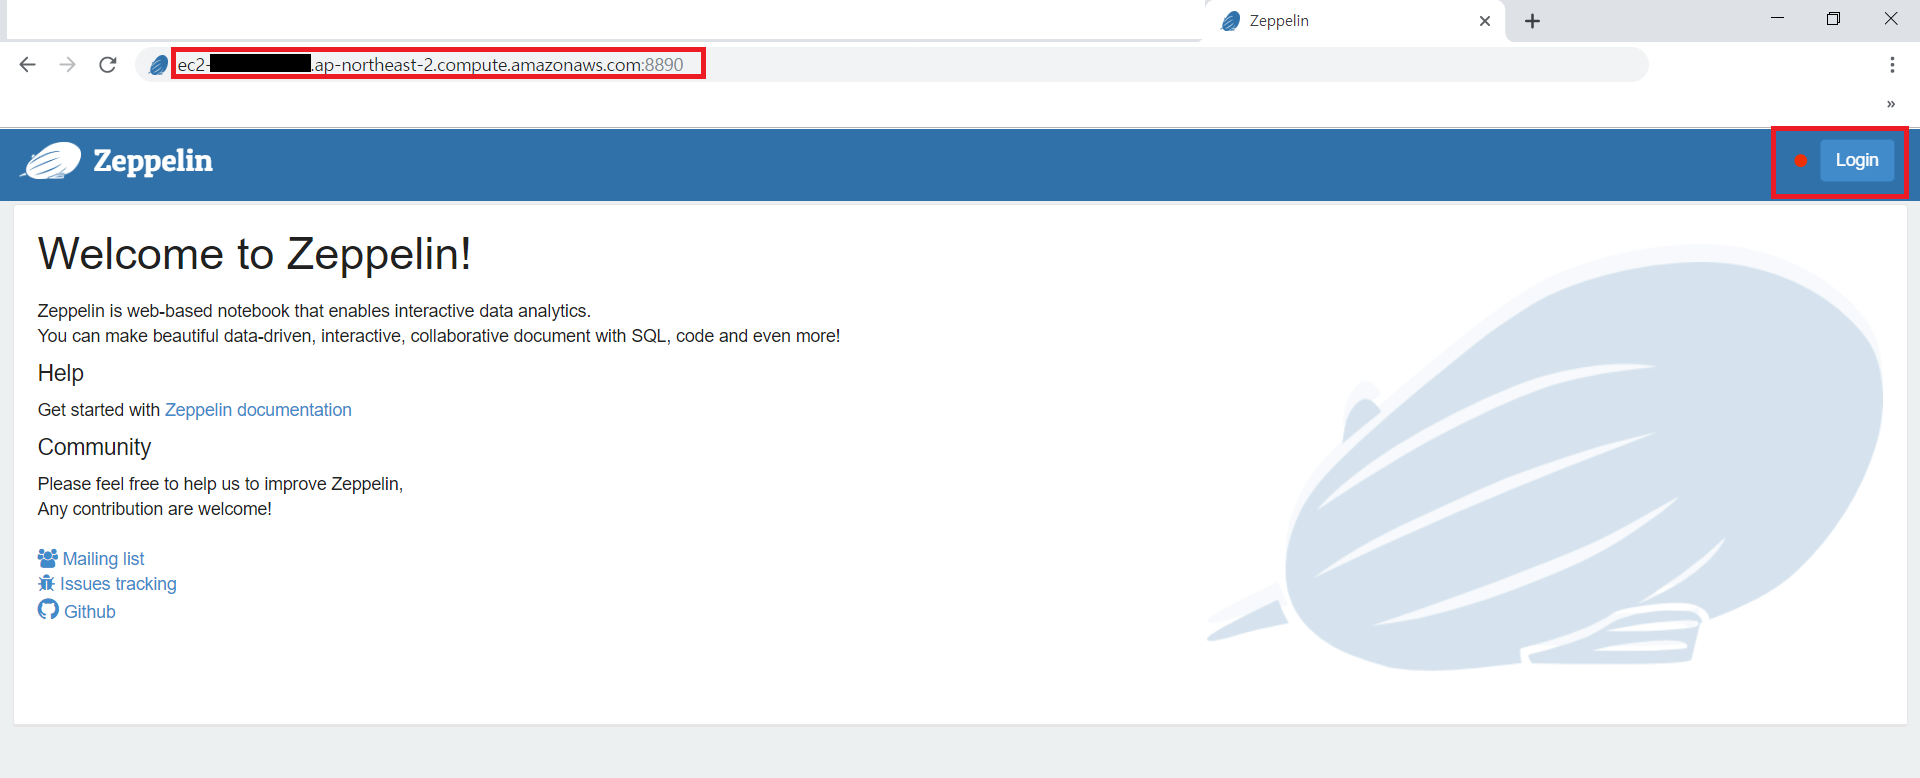 Zeppelin
ec2-
.ap-northeast-2.compute.amazonaws.com:8890
»
Zeppelin
Login
Welcome to Zeppelin!
Zeppelin is web-based notebook that enables interactive data analytics.
You can make beautiful data-driven, interactive, collaborative document with SQL, code and even more!
Help
Get started with Zeppelin documentation
Community
Please feel free to help us to improve Zeppelin,
Any contribution are welcome!
Mailing list
Issues tracking
Github